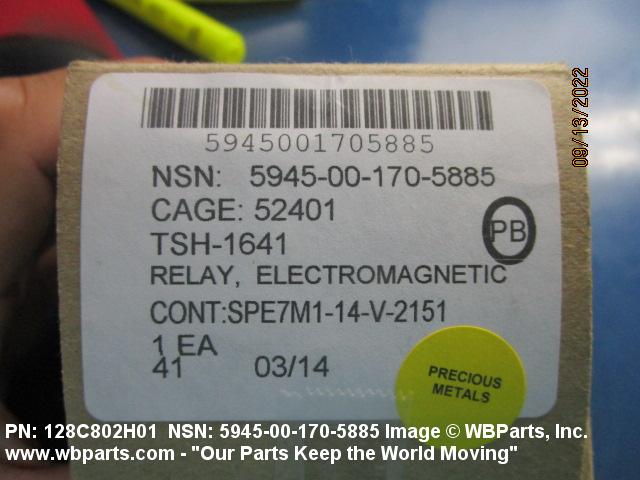 5945001705885
NSN: 5945-00-170-5885
CAGE: 52401
TSH-1641
PB
RELAY, ELECTROMAGNETIC
CONT:SPE7M1-14-V-2151
1 EA
41 03/14
PRECIOUS
METALS
09/13/2022
PN: 128C802H01 NSN: 5945-00-170-5885 Image © WBParts, Inc.
www.wbparts.com - "Our Parts Keep the World Moving"